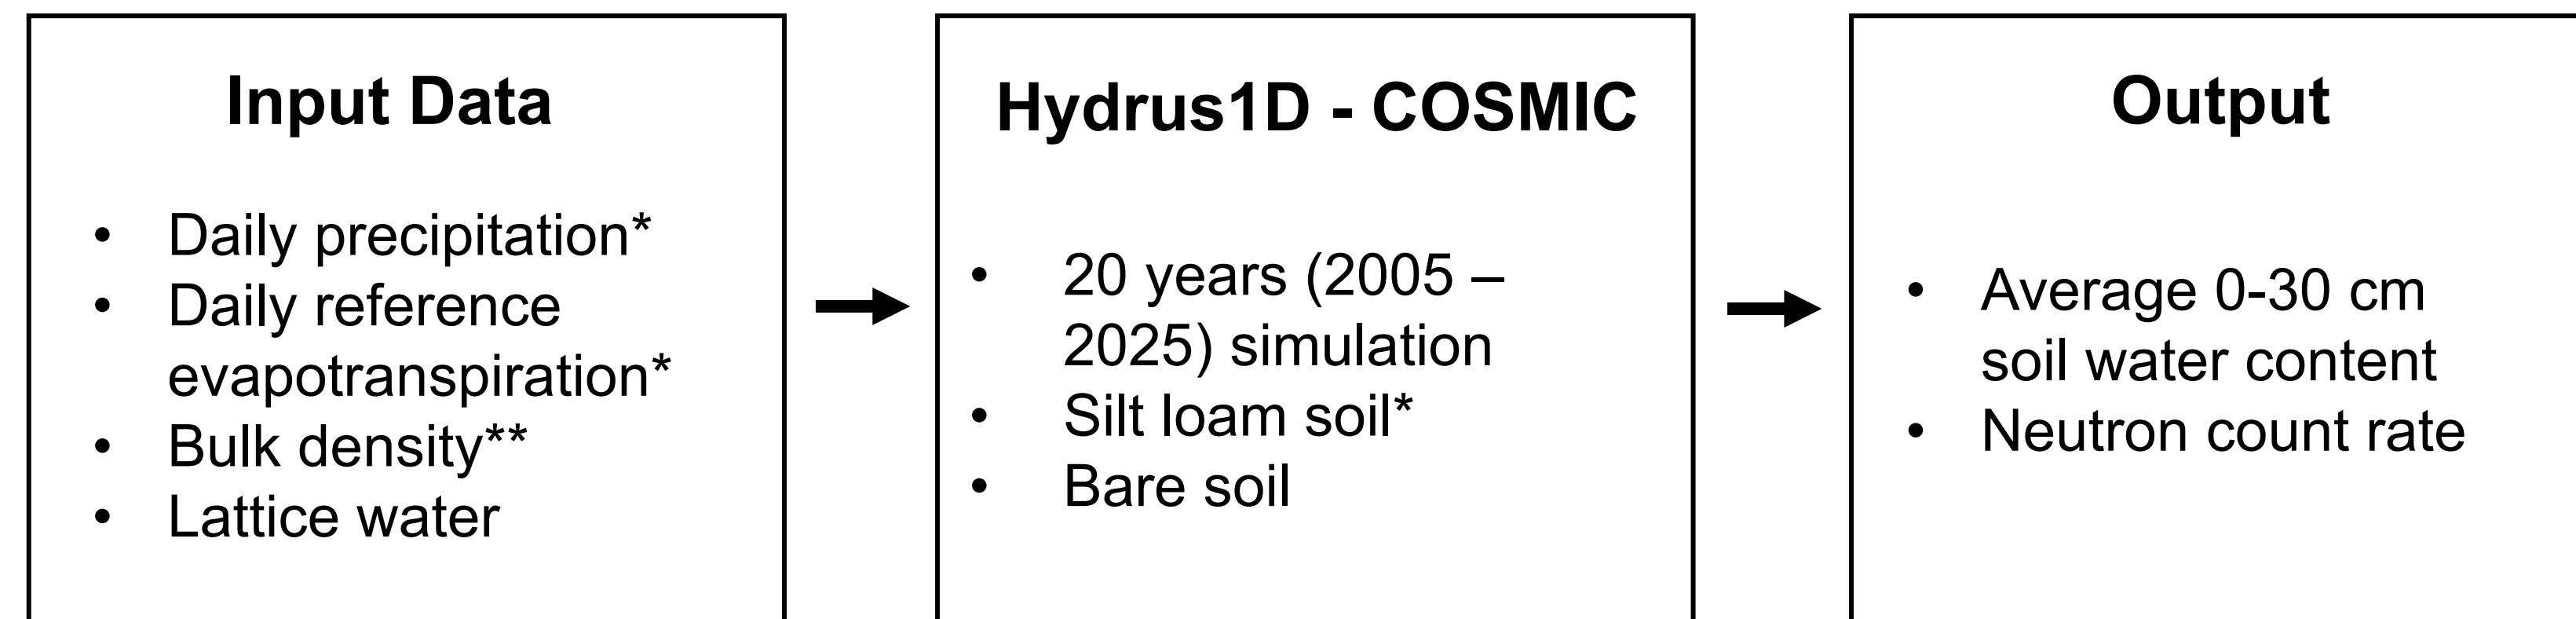 Input Data
• Daily precipitation*
• Daily reference
evapotranspiration*
• Bulk density**
• Lattice water
Hydrus1D - COSMIC
• 20 years (2005 –
2025) simulation
• Silt loam soil*
• Bare soil
Output
• Average 0-30 cm
soil water content
• Neutron count rate